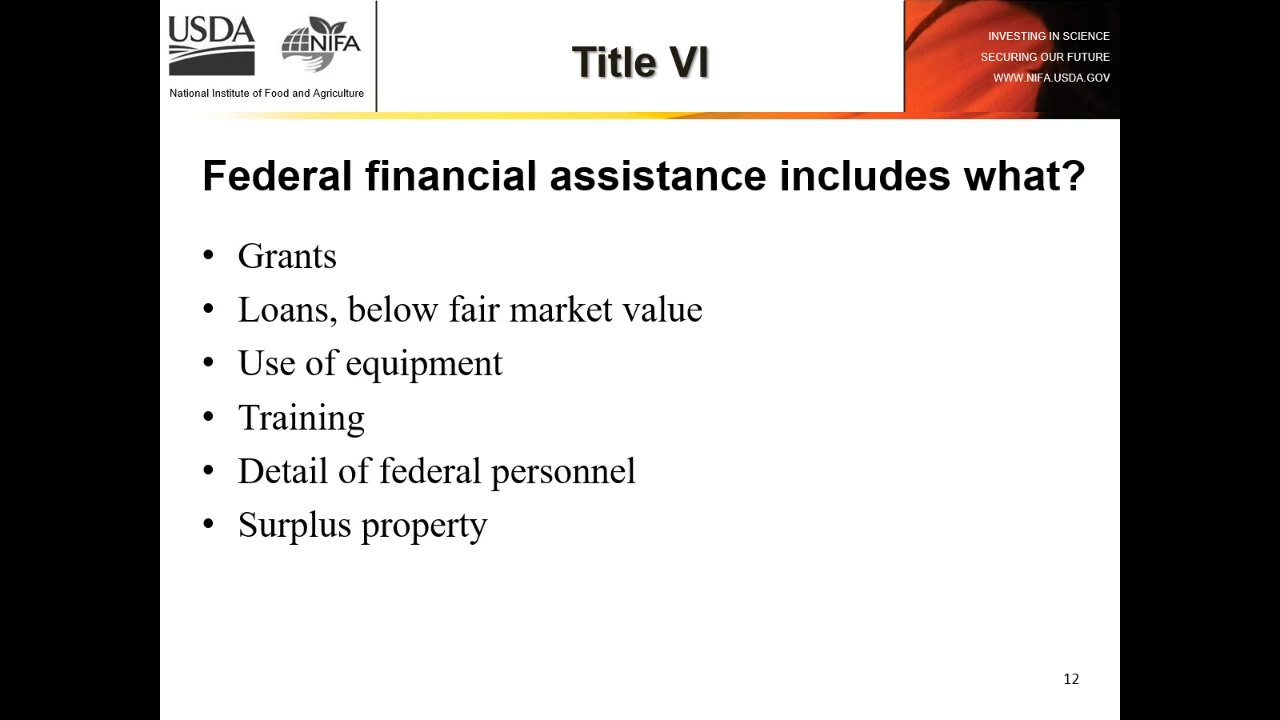 USDA
NIFA
National Institute of Food and Agriculture
Title VI
INVESTING IN SCIENCE
SECURING OUR FUTURE
WWW.NIFA.USDA.GOV
Federal financial assistance includes what?
• Grants
• Loans, below fair market value
• Use of equipment
• Training
• Detail of federal personnel
• Surplus property
12